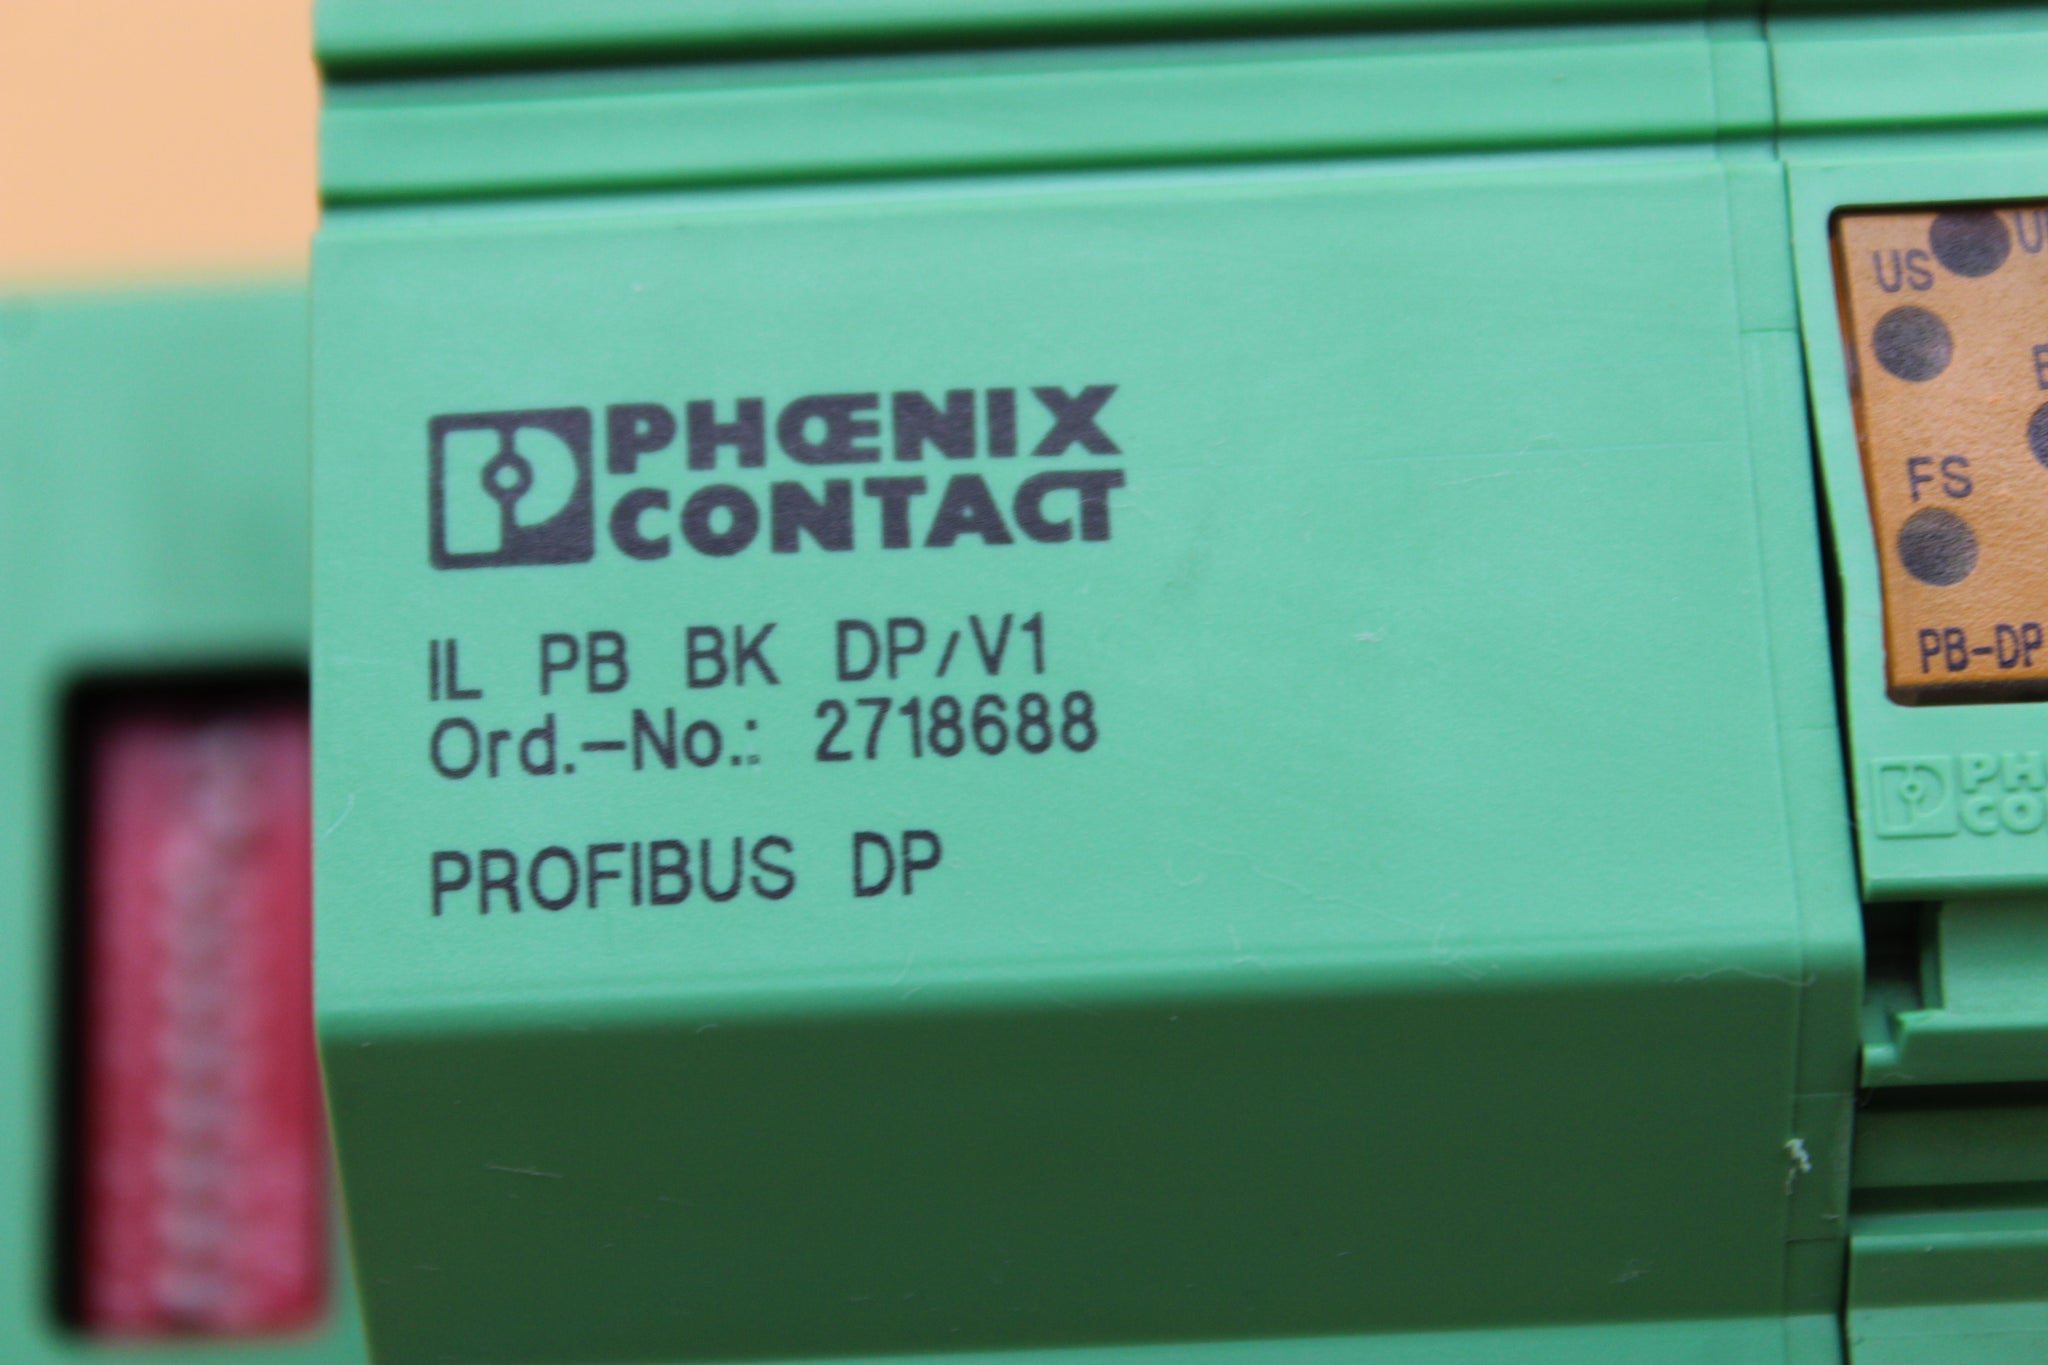 PHŒNIX
CONTACT
IL PB BK DP/V1
Ord.-No.: 2718688
PROFIBUS DP
US
FS
PB-DP